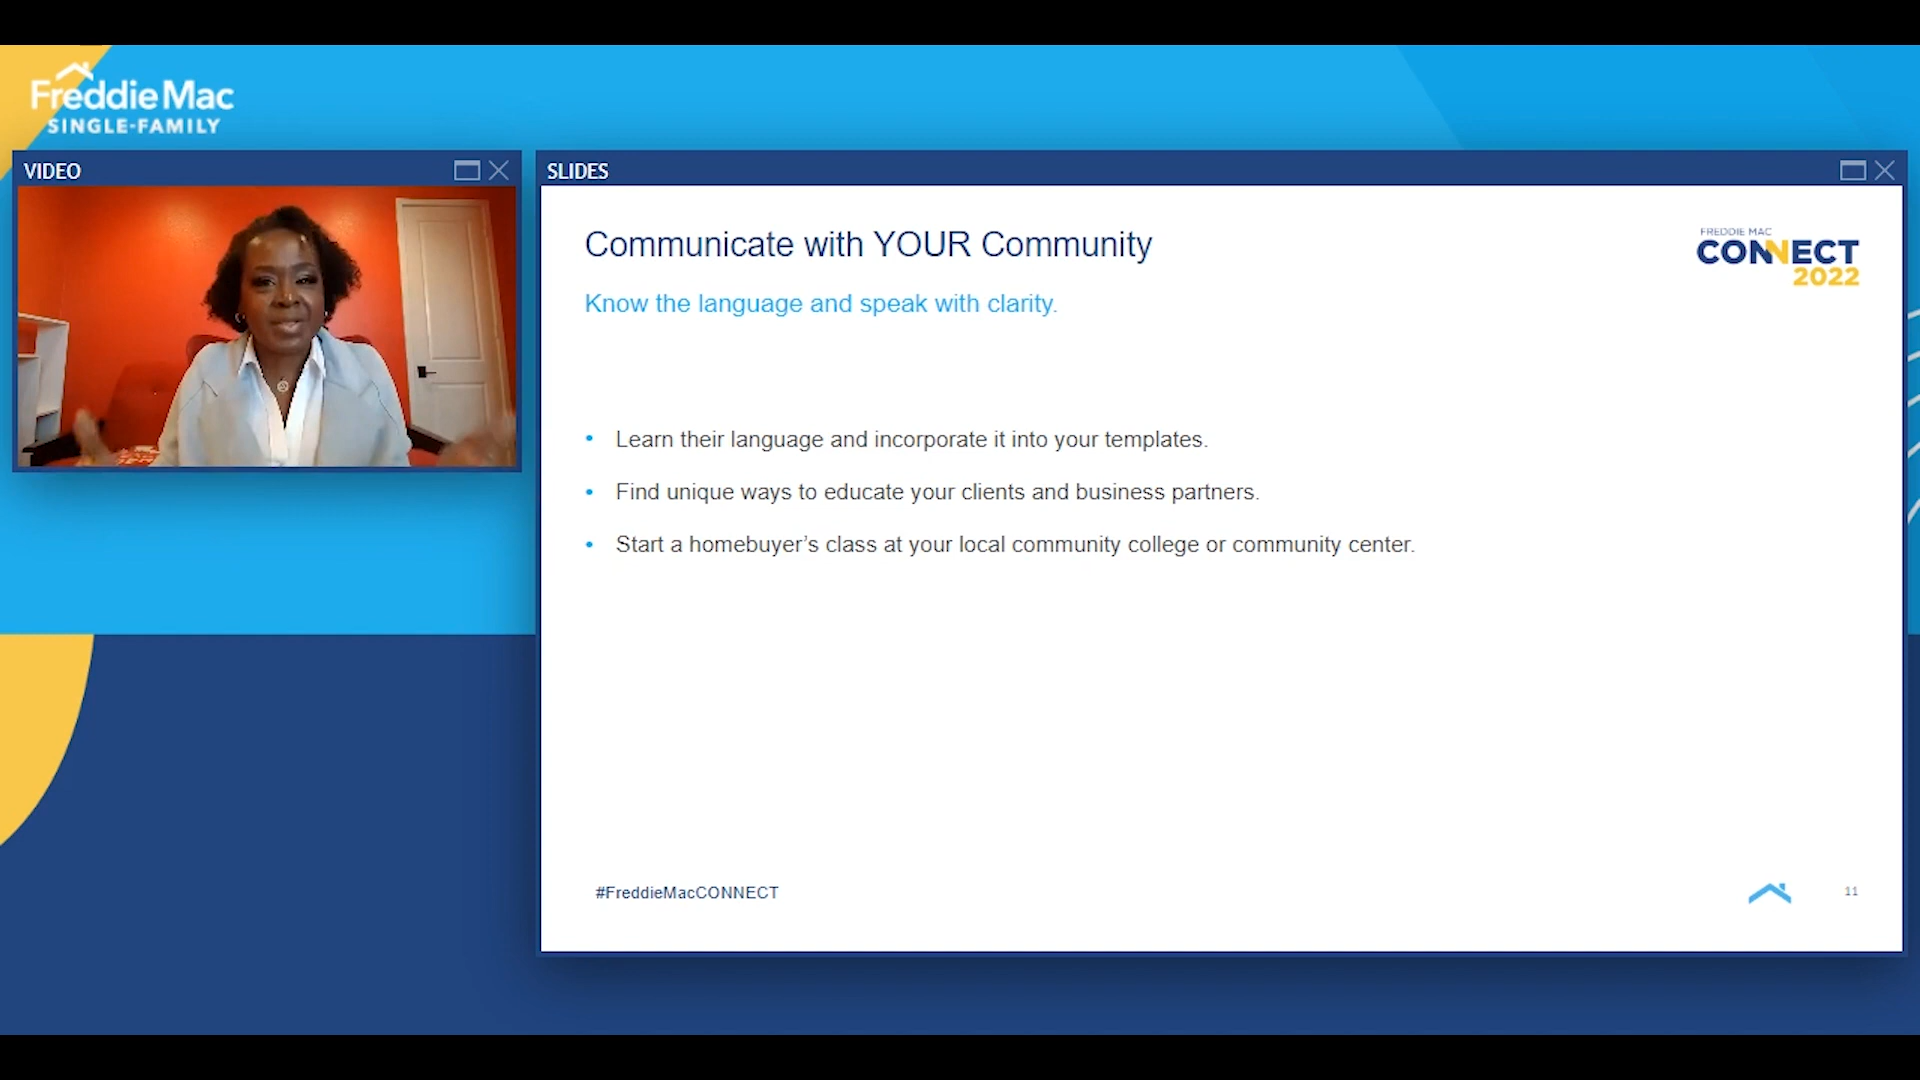 Freddie Mac
SINGLE-FAMILY
VIDEO
SLIDES
Communicate with YOUR Community
FREDDIE MAC
CONNECT
2022
Know the language and speak with clarity.
• Learn their language and incorporate it into your templates.
• Find unique ways to educate your clients and business partners.
• Start a homebuyer’s class at your local community college or community center.
#FreddieMacCONNECT
11